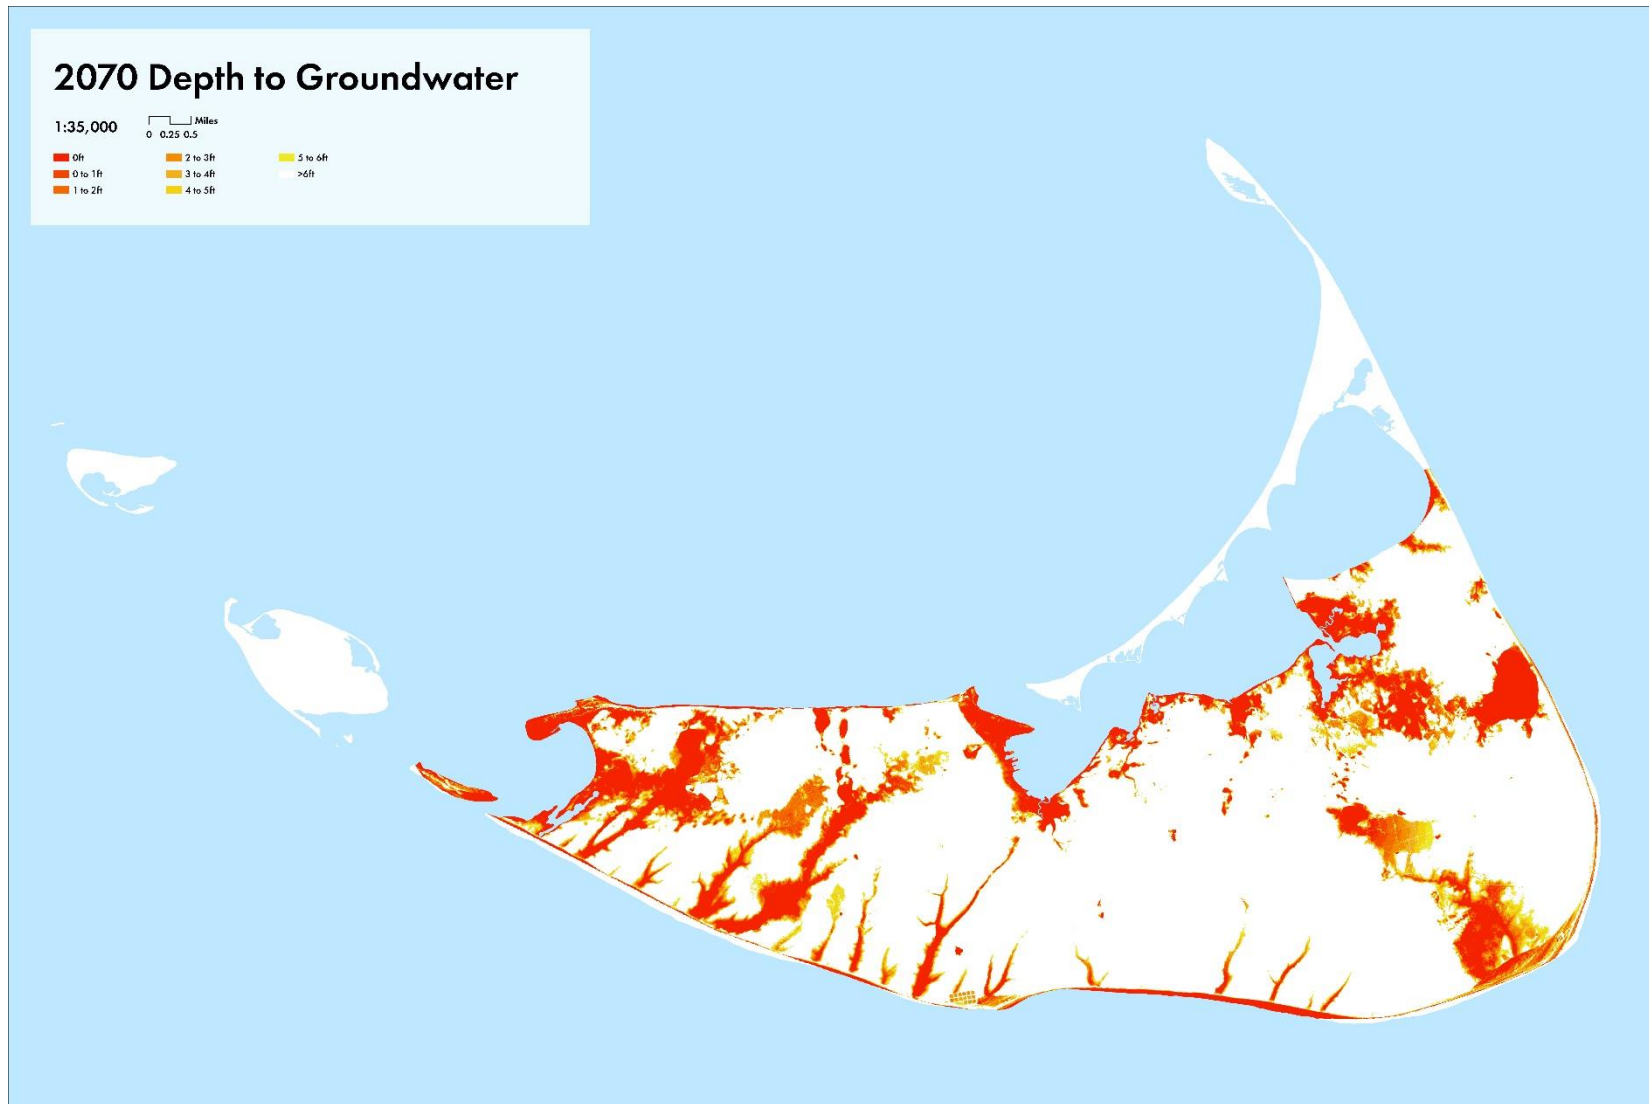 2070 Depth to Groundwater
1:35,000
Miles
0 0.25 0.5
0ft
2 to 3ft
5 to 6ft
0 to 1ft
3 to 4ft
>6ft
1 to 2ft
4 to 5ft